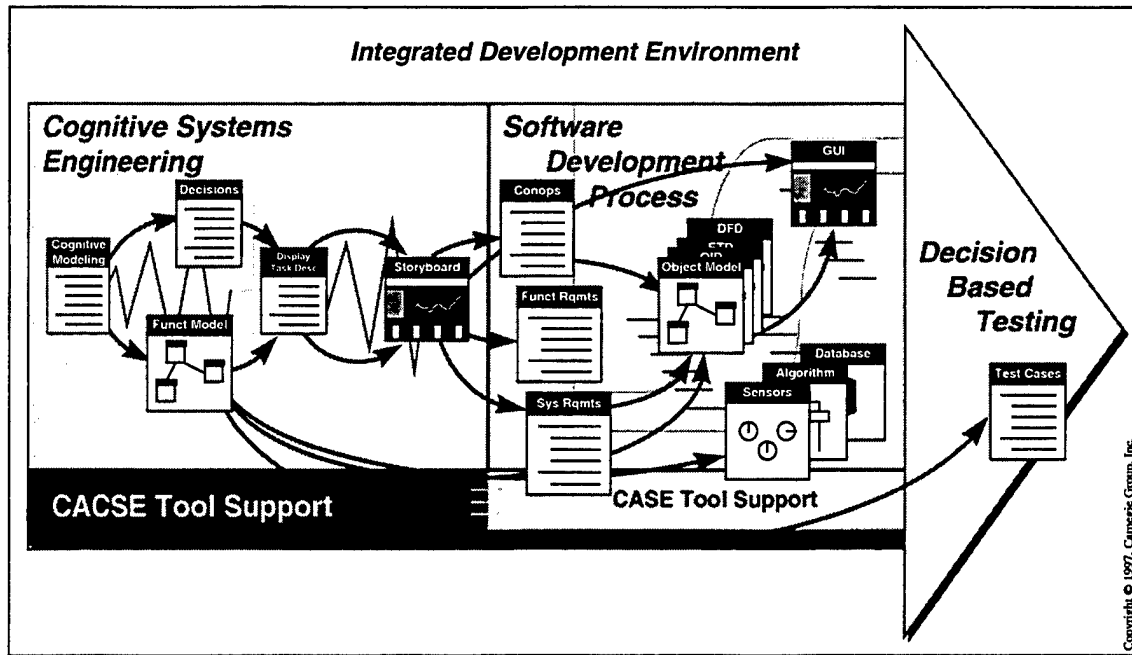 Integrated Development Environment
Cognitive Systems
Engineering
Software
Development
Process
Decisions
Cognitive
Modeling
Display
Task Desc
Funct Model
Storyboard
Conops
Funct Rqmts
Sys Rqmts
GUI
DFD
Object Model
Database
Algorithm
Sensors
CACSE Tool Support
CASE Tool Support
Decision
Based
Testing
Test Cases
Copyright © 1997, Carnegie Group, Inc.